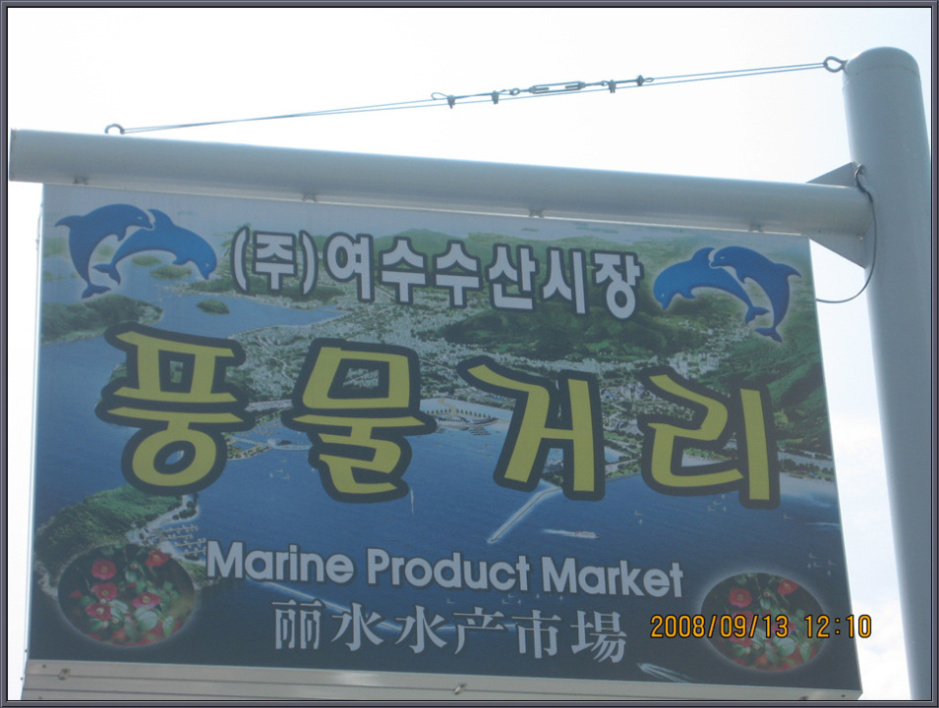 (주)여수수산시장
풍물거리
Marine Product Market
丽水水产市場
2008/09/13 12:10